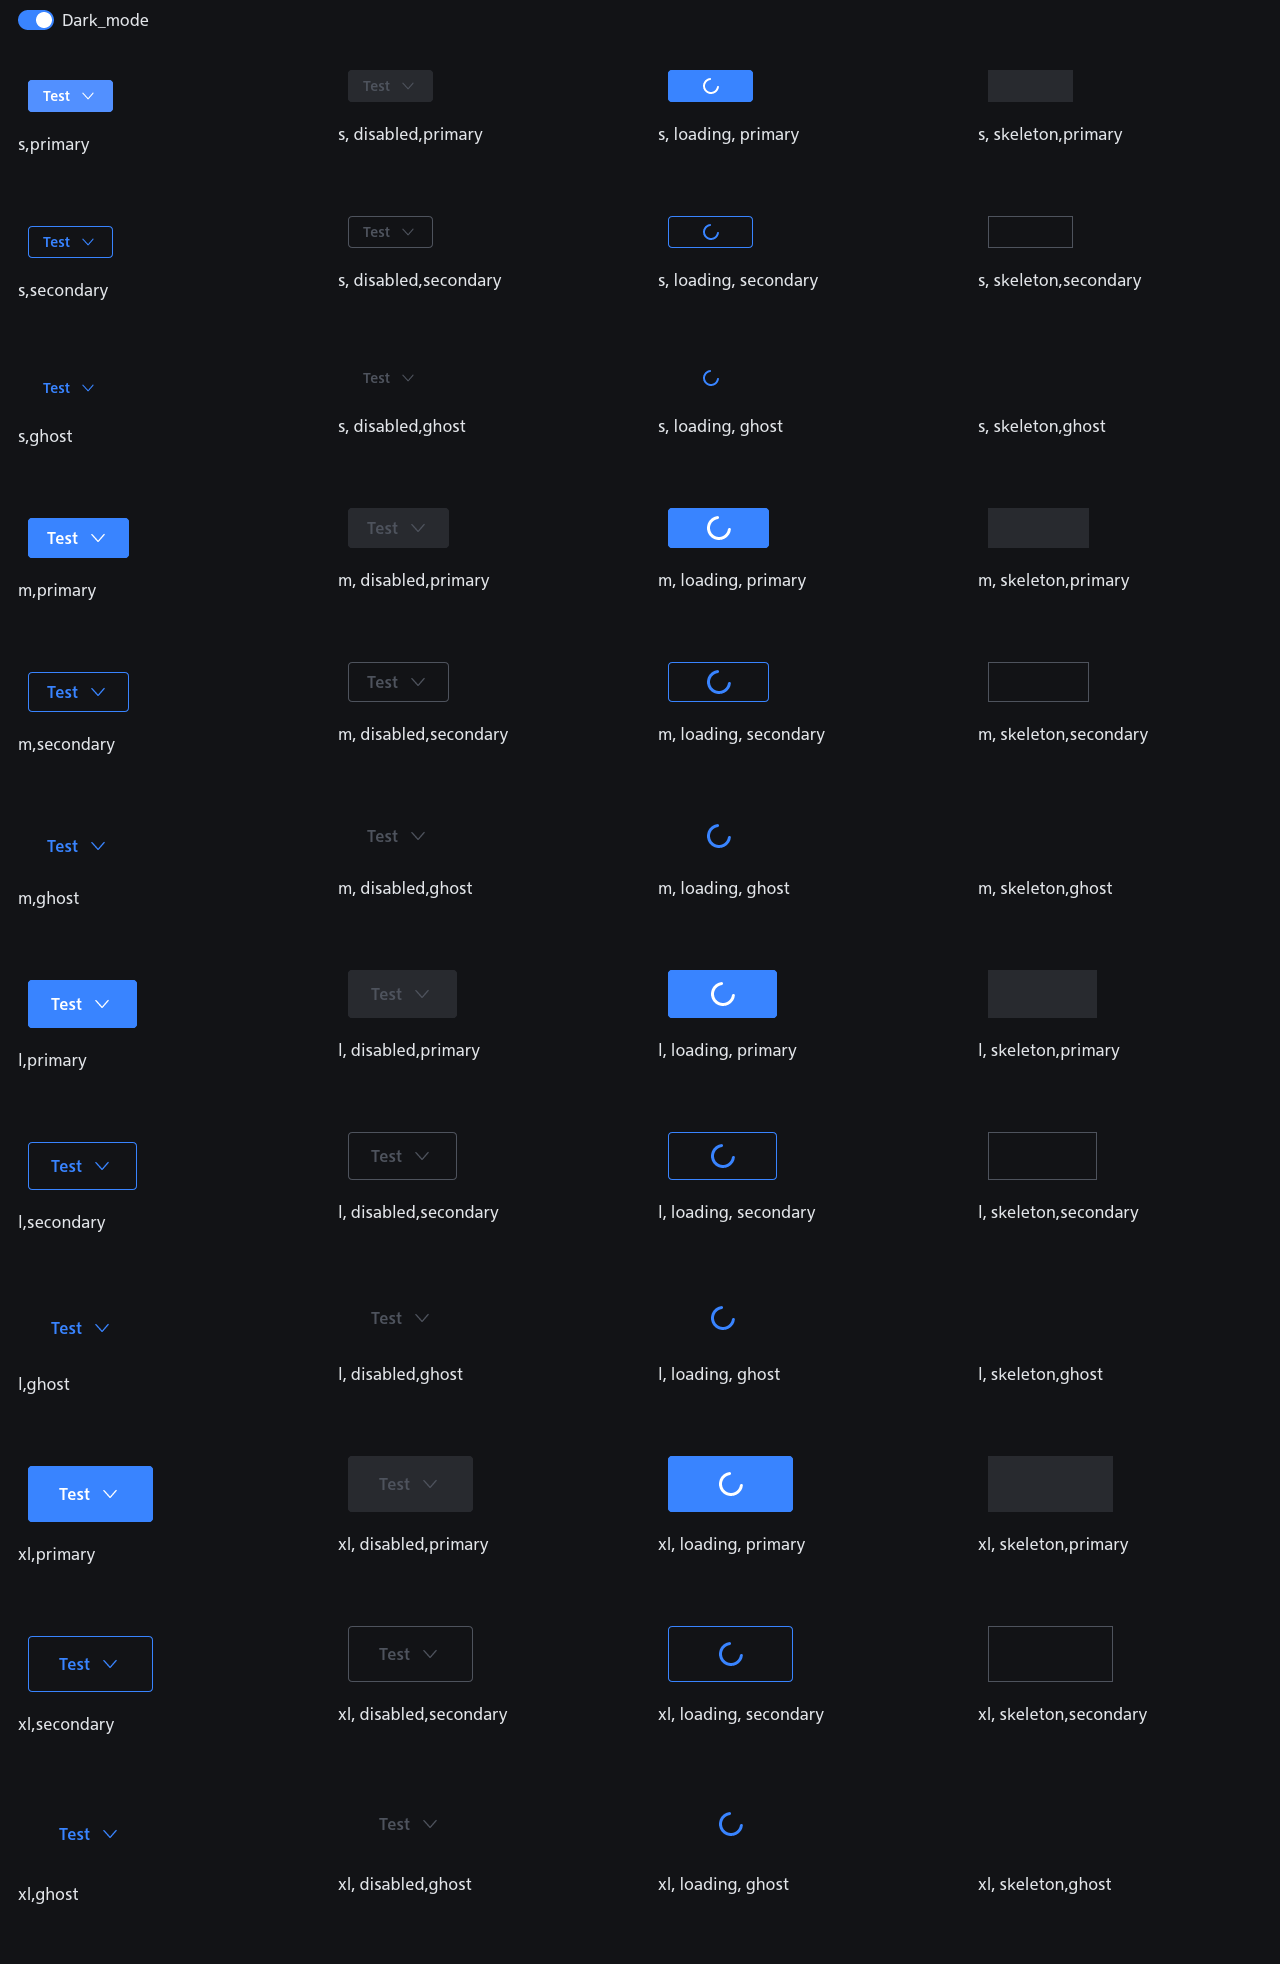 Dark_mode
Test Test
s,primary s, disabled,primary s, loading, primary s, skeleton,primary
Test Test
s,secondary s, disabled,secondary s, loading, secondary s, skeleton,secondary
Test Test
s,ghost s, disabled,ghost s, loading, ghost s, skeleton,ghost
Test Test
m,primary m, disabled,primary m, loading, primary m, skeleton,primary
Test Test
m,secondary m, disabled,secondary m, loading, secondary m, skeleton,secondary
Test Test
m,ghost m, disabled,ghost m, loading, ghost m, skeleton,ghost
Test Test
l,primary l, disabled,primary l, loading, primary l, skeleton,primary
Test Test
l,secondary l, disabled,secondary l, loading, secondary l, skeleton,secondary
Test Test
l,ghost l, disabled,ghost l, loading, ghost l, skeleton,ghost
Test Test
xl,primary xl, disabled,primary xl, loading, primary xl, skeleton,primary
Test Test
xl,secondary xl, disabled,secondary xl, loading, secondary xl, skeleton,secondary
Test Test
xl,ghost xl, disabled,ghost xl, loading, ghost xl, skeleton,ghost